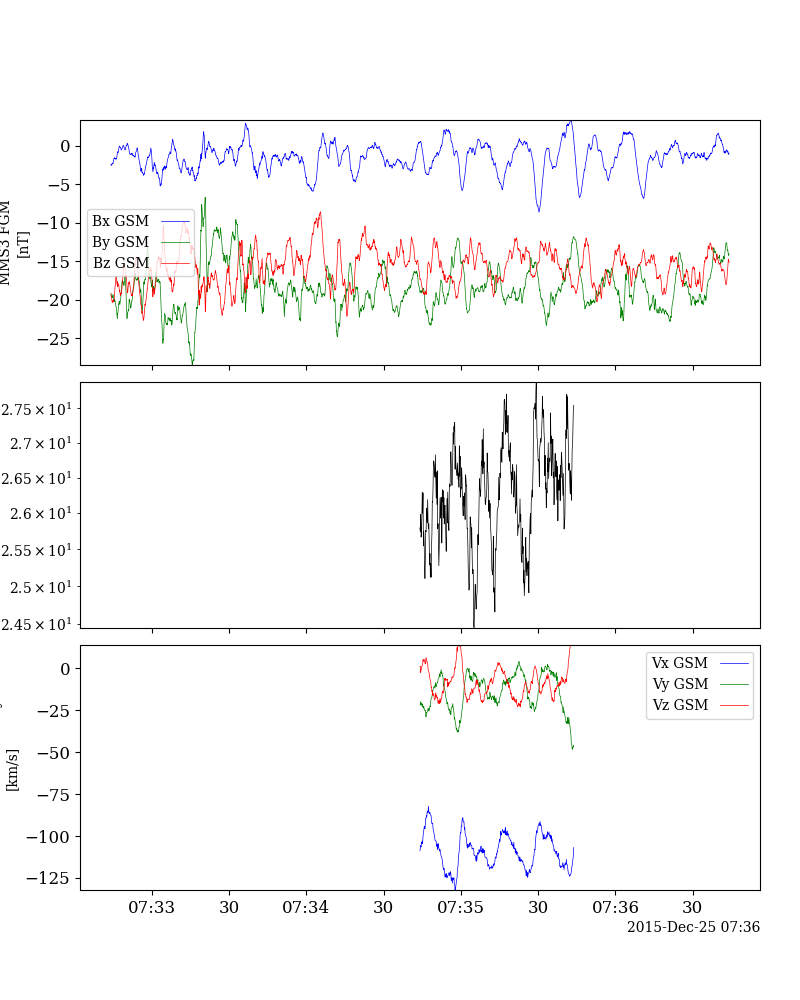 0
−5
−10
−15
−20
−25
MMS3 FGM
[nT]
Bx GSM
By GSM
Bz GSM
2.75 × 10¹
2.7 × 10¹
2.65 × 10¹
2.6 × 10¹
2.55 × 10¹
2.5 × 10¹
2.45 × 10¹
0
−25
−50
−75
−100
−125
[km/s]
Vx GSM
Vy GSM
Vz GSM
07:33 30 07:34 30 07:35 30 07:36 30
2015-Dec-25 07:36